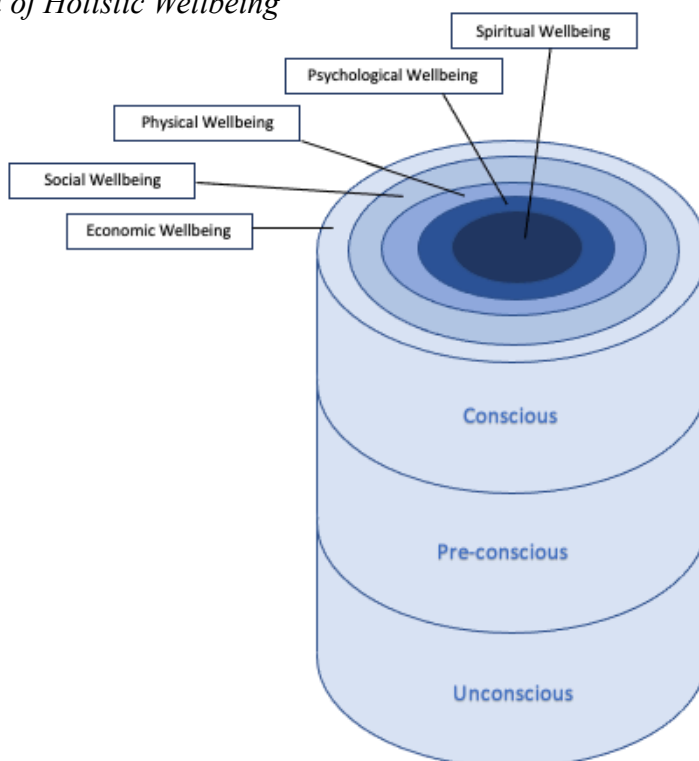 of Holistic Wellbeing
Spiritual Wellbeing
Psychological Wellbeing
Physical Wellbeing
Social Wellbeing
Economic Wellbeing
Conscious
Pre-conscious
Unconscious